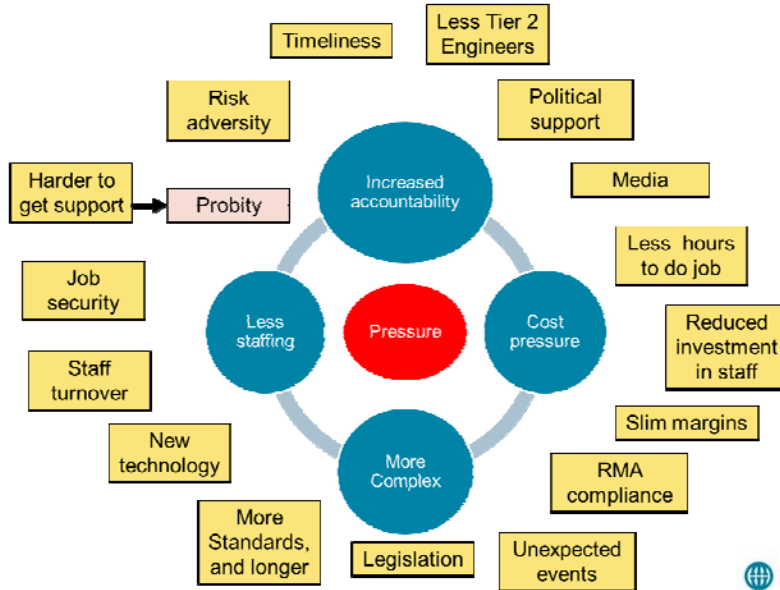 Timeliness
Less Tier 2
Engineers
Risk
adversity
Political
support
Harder to
get support
Probity
Increased
accountability
Media
Less hours
to do job
Job
security
Less
staffing
Pressure
Cost
pressure
Reduced
investment
in staff
Staff
turnover
Slim margins
New
technology
More
Complex
RMA
compliance
More
Standards,
and longer
Legislation
Unexpected
events